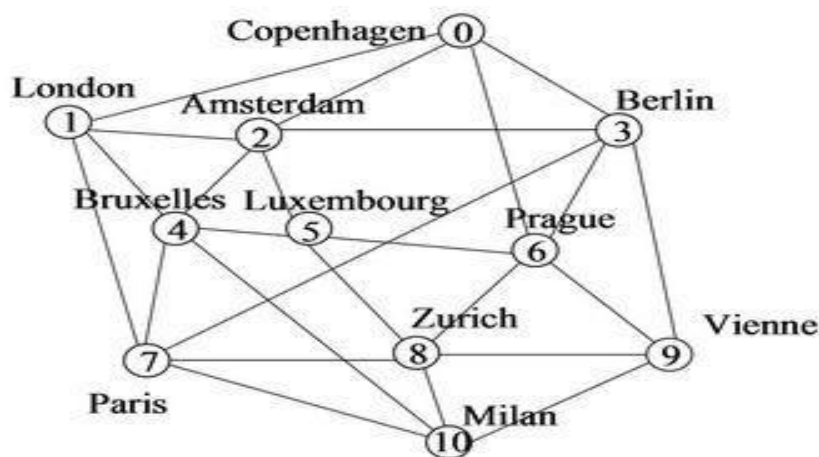 Copenhagen 0
London
Amsterdam
Berlin
1
2
3
Bruxelles
Luxembourg
Prague
4
5
6
Zurich
Vienne
7
8
9
Paris
Milan
10